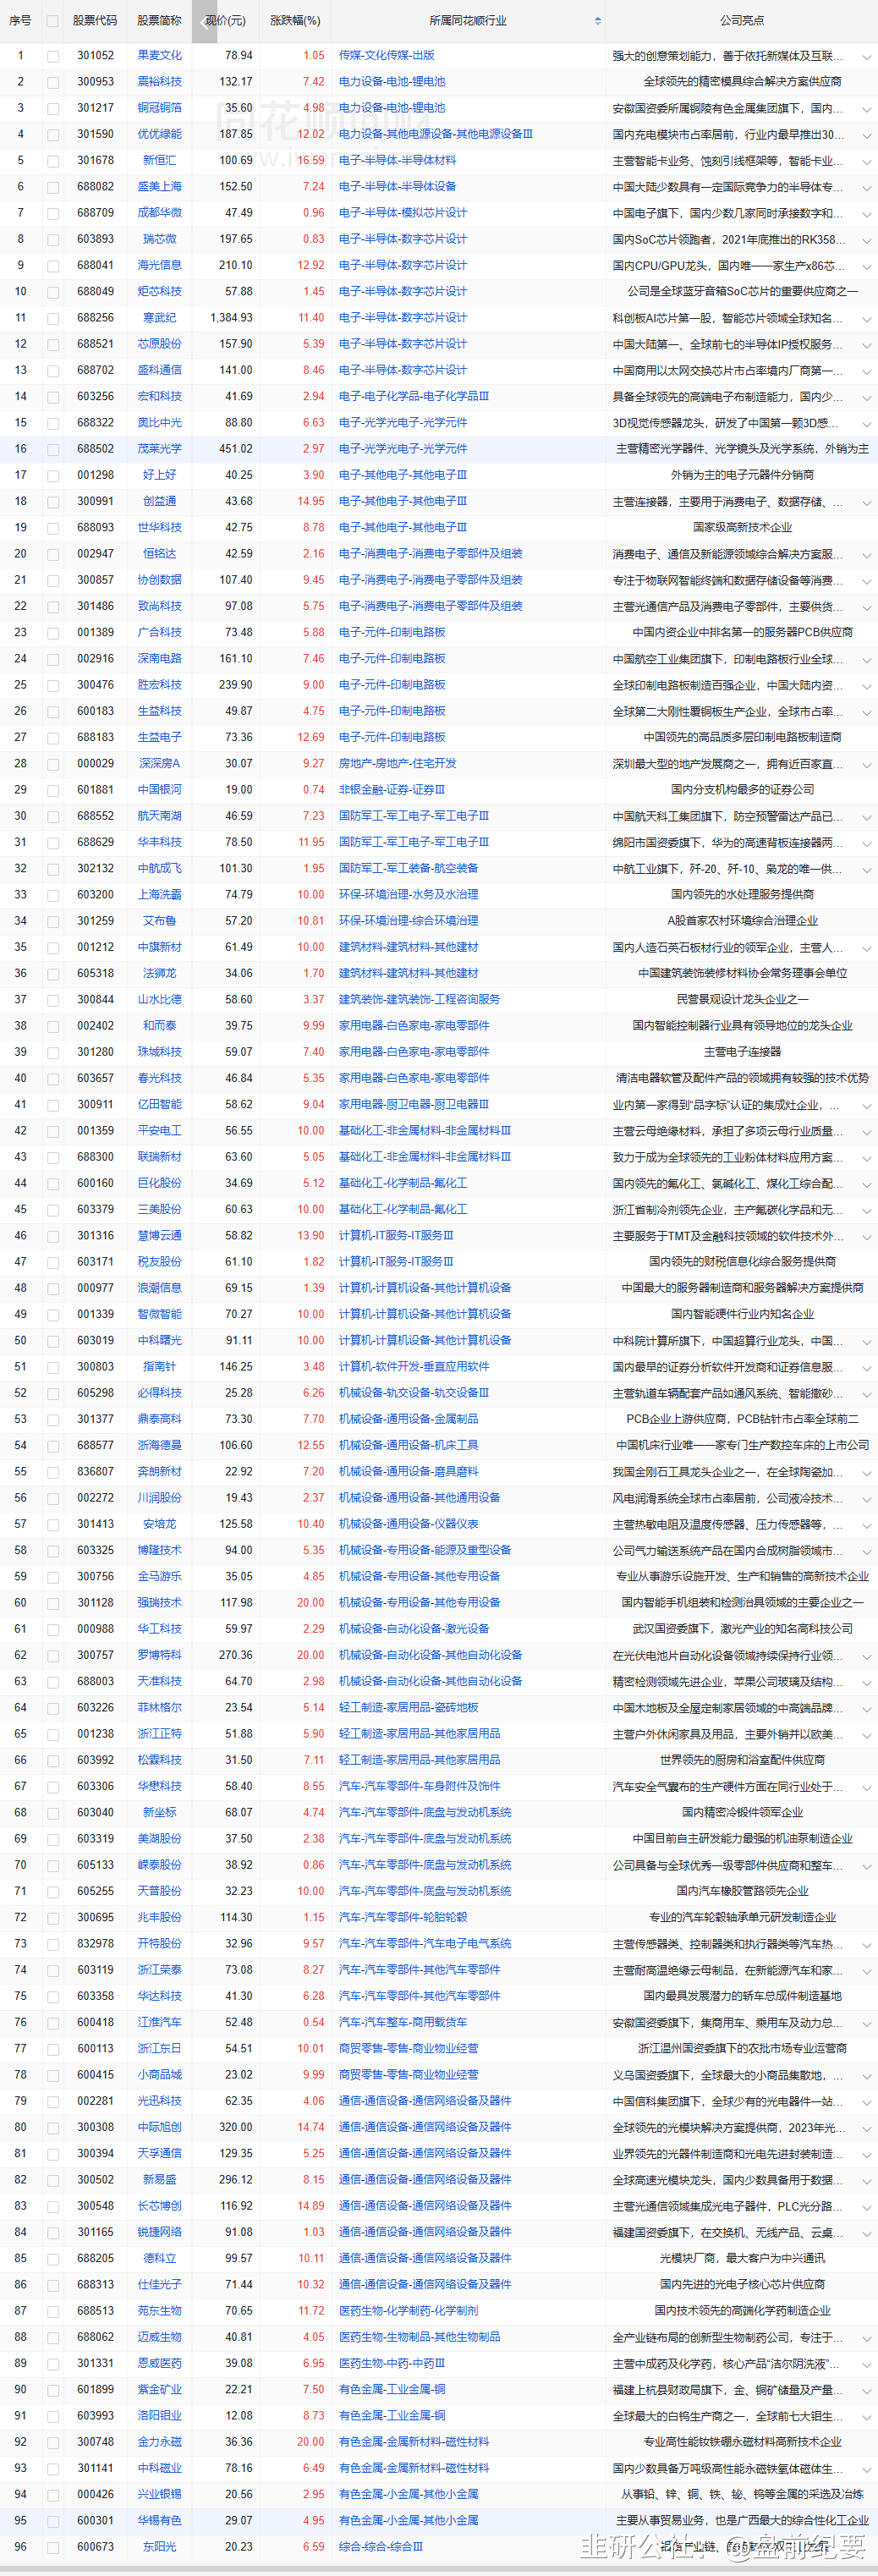 序号 股票代码 股票简称 现价(元) 涨跌幅(%) 所属同花顺行业 公司亮点
1 301052 果麦文化 78.94 1.05 传媒-文化传媒-出版 强大的创意策划能力，善于依托新媒体及互联...
2 300953 震裕科技 132.17 7.42 电力设备-电池-锂电池 全球领先的精密模具综合解决方案供应商
3 301217 铜冠铜箔 35.60 4.98 电力设备-电池-锂电池 安徽国资委所属铜陵有色金属集团旗下，国内...
4 301590 优优绿能 187.85 12.02 电力设备-其他电源设备-其他电源设备Ⅲ 国内充电模块市占率居前，行业内最早推出30...
5 301678 新恒汇 100.69 16.59 电子-半导体-半导体材料 主营智能卡业务、蚀刻引线框架等，智能卡业...
6 688082 盛美上海 152.50 7.24 电子-半导体-半导体设备 中国大陆少数具有一定国际竞争力的半导体专...
7 688709 成都华微 47.49 0.96 电子-半导体-模拟芯片设计 中国电子旗下，国内少数几家同时承接数字和...
8 603893 瑞芯微 197.65 0.83 电子-半导体-数字芯片设计 国内SoC芯片领跑者，2021年底推出的RK358...
9 688041 海光信息 210.10 12.92 电子-半导体-数字芯片设计 国内CPU/GPU龙头，国内唯一一家生产x86芯...
10 688049 炬芯科技 57.88 1.45 电子-半导体-数字芯片设计 公司是全球蓝牙音箱SoC芯片的重要供应商之一
11 688256 寒武纪 1,384.93 11.40 电子-半导体-数字芯片设计 科创板AI芯片第一股，智能芯片领域全球知名...
12 688521 芯原股份 157.90 5.39 电子-半导体-数字芯片设计 中国大陆第一、全球前七的半导体IP授权服务...
13 688702 盛科通信 141.00 8.46 电子-半导体-数字芯片设计 中国商用以太网交换芯片市占率境内厂商第一...
14 603256 宏和科技 41.69 2.94 电子-电子化学品-电子化学品Ⅲ 具备全球领先的高端电子布制造能力，国内少...
15 688322 奥比中光 88.80 6.63 电子-光学光电子-光学元件 3D视觉传感器龙头，研发了中国第一颗3D感...
16 688502 茂莱光学 451.02 2.97 电子-光学光电子-光学元件 主营精密光学器件、光学镜头及光学系统，外销为主
17 001298 好上好 40.25 3.90 电子-其他电子-其他电子Ⅲ 外销为主的电子元器件分销商
18 300991 创益通 43.68 14.95 电子-其他电子-其他电子Ⅲ 主营连接器，主要用于消费电子、数据存储、...
19 688093 世华科技 42.75 8.78 电子-其他电子-其他电子Ⅲ 国家级高新技术企业
20 002947 恒铭达 42.59 2.16 电子-消费电子-消费电子零部件及组装 消费电子、通信及新能源领域综合解决方案服...
21 300857 协创数据 107.40 9.45 电子-消费电子-消费电子零部件及组装 专注于物联网智能终端和数据存储设备等消费...
22 301486 致尚科技 97.08 5.75 电子-消费电子-消费电子零部件及组装 主营光通信产品及消费电子零部件，主要供货...
23 001389 广合科技 73.48 5.88 电子-元件-印制电路板 中国内资企业中排名第一的服务器PCB供应商
24 002916 深南电路 161.10 7.46 电子-元件-印制电路板 中国航空工业集团旗下，印制电路板行业全球...
25 300476 胜宏科技 239.90 9.00 电子-元件-印制电路板 全球印制电路板制造百强企业，中国大陆内资...
26 600183 生益科技 49.87 4.75 电子-元件-印制电路板 全球第二大刚性覆铜板生产企业，全球市占率...
27 688183 生益电子 73.36 12.69 电子-元件-印制电路板 中国领先的高品质多层印制电路板制造商
28 000029 深深房A 30.07 9.27 房地产-房地产-住宅开发 深圳最大型的地产发展商之一，拥有近百家直...
29 601881 中国银河 19.00 0.74 非银金融-证券-证券Ⅲ 国内分支机构最多的证券公司
30 688552 航天南湖 46.59 7.23 国防军工-军工电子-军工电子Ⅲ 中国航天科工集团旗下，防空预警雷达产品已...
31 688629 华丰科技 78.50 11.95 国防军工-军工电子-军工电子Ⅲ 绵阳市国资委旗下，华为的高速背板连接器两...
32 302132 中航成飞 101.30 1.95 国防军工-军工装备-航空装备 中航工业旗下，歼-20、歼-10、枭龙的唯一供...
33 603200 上海洗霸 74.79 10.00 环保-环境治理-水务及水治理 国内领先的水处理服务提供商
34 301259 艾布鲁 57.20 10.81 环保-环境治理-综合环境治理 A股首家农村环境综合治理企业
35 001212 中旗新材 61.49 10.00 建筑材料-建筑材料-其他建材 国内人造石英石板材行业的领军企业，主营人...
36 605318 法狮龙 34.06 1.70 建筑材料-建筑材料-其他建材 中国建筑装饰装修材料协会常务理事会单位
37 300844 山水比德 58.60 3.37 建筑装饰-建筑装饰-工程咨询服务 民营景观设计龙头企业之一
38 002402 和而泰 39.75 9.99 家用电器-白色家电-家电零部件 国内智能控制器行业具有领导地位的龙头企业
39 301280 珠城科技 59.07 7.40 家用电器-白色家电-家电零部件 主营电子连接器
40 603657 春光科技 46.84 5.35 家用电器-白色家电-家电零部件 清洁电器软管及配件产品的领域拥有较强的技术优势
41 300911 亿田智能 58.62 9.04 家用电器-厨卫电器-厨卫电器Ⅲ 业内第一家得到“品字标”认证的集成灶企业，...
42 001359 平安电工 56.55 10.00 基础化工-非金属材料-非金属材料Ⅲ 主营云母绝缘材料，承担了多项云母行业质量...
43 688300 联瑞新材 63.60 5.05 基础化工-非金属材料-非金属材料Ⅲ 致力于成为全球领先的工业粉体材料应用方案...
44 600160 巨化股份 34.69 5.12 基础化工-化学制品-氟化工 国内领先的氟化工、氯碱化工、煤化工综合配...
45 603379 三美股份 60.63 10.00 基础化工-化学制品-氟化工 浙江省制冷剂领先企业，主产氟碳化学品和无...
46 301316 慧博云通 58.82 13.90 计算机-IT服务-IT服务Ⅲ 主要服务于TMT及金融科技领域的软件技术外...
47 603171 税友股份 61.10 1.82 计算机-IT服务-IT服务Ⅲ 国内领先的财税信息化综合服务提供商
48 000977 浪潮信息 69.15 1.39 计算机-计算机设备-其他计算机设备 中国最大的服务器制造商和服务器解决方案提供商
49 001339 智微智能 70.27 10.00 计算机-计算机设备-其他计算机设备 国内智能硬件行业内知名企业
50 603019 中科曙光 91.11 10.00 计算机-计算机设备-其他计算机设备 中科院计算所旗下，中国超算行业龙头，中国...
51 300803 指南针 146.25 3.48 计算机-软件开发-垂直应用软件 国内最早的证券分析软件开发商和证券信息服...
52 605298 必得科技 25.28 6.26 机械设备-轨交设备-轨交设备Ⅲ 主营轨道车辆配套产品如通风系统、智能撒砂...
53 301377 鼎泰高科 73.30 7.70 机械设备-通用设备-金属制品 PCB企业上游供应商，PCB钻针市占率全球前二
54 688577 浙海德曼 106.60 12.55 机械设备-通用设备-机床工具 中国机床行业唯一一家专门生产数控车床的上市公司
55 836807 奔朗新材 22.92 7.20 机械设备-通用设备-磨具磨料 我国金刚石工具龙头企业之一，在全球陶瓷加...
56 002272 川润股份 19.43 2.37 机械设备-通用设备-其他通用设备 风电润滑系统全球市占率居前，公司液冷技术...
57 301413 安培龙 125.58 10.40 机械设备-通用设备-仪器仪表 主营热敏电阻及温度传感器、压力传感器等，...
58 603325 博隆技术 94.00 5.35 机械设备-专用设备-能源及重型设备 公司气力输送系统产品在国内合成树脂领域市...
59 300756 金马游乐 35.05 4.85 机械设备-专用设备-其他专用设备 专业从事游乐设施开发、生产和销售的高新技术企业
60 301128 强瑞技术 117.98 20.00 机械设备-专用设备-其他专用设备 国内智能手机组装和检测治具领域的主要企业之一
61 000988 华工科技 59.97 2.29 机械设备-自动化设备-激光设备 武汉国资委旗下，激光产业的知名高科技公司
62 300757 罗博特科 270.36 20.00 机械设备-自动化设备-其他自动化设备 在光伏电池片自动化设备领域持续保持行业领...
63 688003 天准科技 64.70 2.98 机械设备-自动化设备-其他自动化设备 精密检测领域先进企业，苹果公司玻璃及结构...
64 603226 菲林格尔 23.54 5.14 轻工制造-家居用品-瓷砖地板 中国木地板及全屋定制家居领域的中高端品牌...
65 001238 浙江正特 51.88 5.90 轻工制造-家居用品-其他家居用品 主营户外休闲家具及用品，主要外销并以欧美...
66 603992 松霖科技 31.50 7.11 轻工制造-家居用品-其他家居用品 世界领先的厨房和浴室配件供应商
67 603306 华懋科技 58.40 8.55 汽车-汽车零部件-车身附件及饰件 汽车安全气囊布的生产硬件方面在同行业处于...
68 603040 新坐标 68.07 4.74 汽车-汽车零部件-底盘与发动机系统 国内精密冷锻件领军企业
69 603319 美湖股份 37.50 2.38 汽车-汽车零部件-底盘与发动机系统 中国目前自主研发能力最强的机油泵制造企业
70 605133 嵘泰股份 38.92 0.86 汽车-汽车零部件-底盘与发动机系统 公司具备与全球优秀一级零部件供应商和整车...
71 605255 天普股份 32.23 10.00 汽车-汽车零部件-底盘与发动机系统 国内汽车橡胶管路领先企业
72 300695 兆丰股份 114.30 1.15 汽车-汽车零部件-轮胎轮毂 专业的汽车轮毂轴承单元研发制造企业
73 832978 开特股份 32.96 9.57 汽车-汽车零部件-汽车电子电气系统 主营传感器类、控制器类和执行器类等汽车热...
74 603119 浙江荣泰 73.08 8.27 汽车-汽车零部件-其他汽车零部件 主营耐高温绝缘云母制品，在新能源汽车和家...
75 603358 华达科技 41.30 6.28 汽车-汽车零部件-其他汽车零部件 国内最具发展潜力的轿车总成件制造基地
76 600418 江淮汽车 52.48 0.54 汽车-汽车整车-商用载货车 安徽国资委旗下，集商用车、乘用车及动力总...
77 600113 浙江东日 54.51 10.01 商贸零售-零售-商业物业经营 浙江温州国资委旗下的农批市场专业运营商
78 600415 小商品城 23.02 9.99 商贸零售-零售-商业物业经营 义乌国资委旗下，全球最大的小商品集散地，...
79 002281 光迅科技 62.35 4.06 通信-通信设备-通信网络设备及器件 中国信科集团旗下，全球少有的光电器件一站...
80 300308 中际旭创 320.00 14.74 通信-通信设备-通信网络设备及器件 全球领先的光模块解决方案提供商，2023年光...
81 300394 天孚通信 129.35 5.25 通信-通信设备-通信网络设备及器件 业界领先的光器件制造商和光电先进封装制造...
82 300502 新易盛 296.12 8.15 通信-通信设备-通信网络设备及器件 全球高速光模块龙头，国内少数具备用于数据...
83 300548 长芯博创 116.92 14.89 通信-通信设备-通信网络设备及器件 主营光通信领域集成光电子器件，PLC光分路...
84 301165 锐捷网络 91.08 1.03 通信-通信设备-通信网络设备及器件 福建国资委旗下，在交换机、无线产品、云桌...
85 688205 德科立 99.57 10.11 通信-通信设备-通信网络设备及器件 光模块厂商，最大客户为中兴通讯
86 688313 仕佳光子 71.44 10.32 通信-通信设备-通信网络设备及器件 国内先进的光电子核心芯片供应商
87 688513 苑东生物 70.65 11.72 医药生物-化学制药-化学制剂 国内技术领先的高端化学药制造企业
88 688062 迈威生物 40.81 4.05 医药生物-生物制品-其他生物制品 全产业链布局的创新型生物制药公司，专注于...
89 301331 恩威医药 39.08 6.95 医药生物-中药-中药Ⅲ 主营中成药及化学药，核心产品“洁尔阴洗液”...
90 601899 紫金矿业 22.21 7.50 有色金属-工业金属-铜 福建上杭县财政局旗下，金、铜矿储量及产量...
91 603993 洛阳钼业 12.08 8.73 有色金属-工业金属-铜 全球最大的白钨生产商之一，全球前七大钼生...
92 300748 金力永磁 36.36 20.00 有色金属-金属新材料-磁性材料 专业高性能钕铁硼永磁材料高新技术企业
93 301141 中科磁业 78.16 6.49 有色金属-金属新材料-磁性材料 国内少数具备万吨级高性能永磁铁氧体磁体生...
94 000426 兴业银锡 20.56 2.95 有色金属-小金属-其他小金属 从事铅、锌、铜、铁、铋、钨等金属的采选及冶炼
95 600301 华锡有色 29.07 4.95 有色金属-小金属-其他小金属 主要从事贸易业务，也是广西最大的综合性化工企业
96 600673 东阳光 20.23 6.59 综合-综合-综合Ⅲ
韭研公社，@盘前纪要